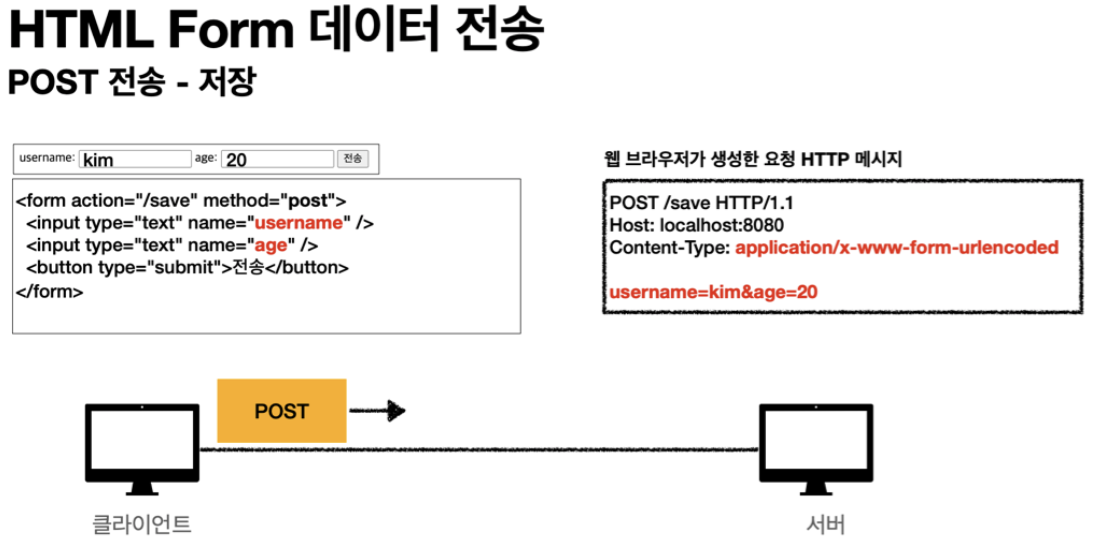 HTML Form 데이터 전송
POST 전송 - 저장
username: kim age: 20 전송
<form action="/save" method="post">
<input type="text" name="username" />
<input type="text" name="age" />
<button type="submit">전송</button>
</form>
웹 브라우저가 생성한 요청 HTTP 메시지
POST /save HTTP/1.1
Host: localhost:8080
Content-Type: application/x-www-form-urlencoded
username=kim&age=20
POST
클라이언트
서버